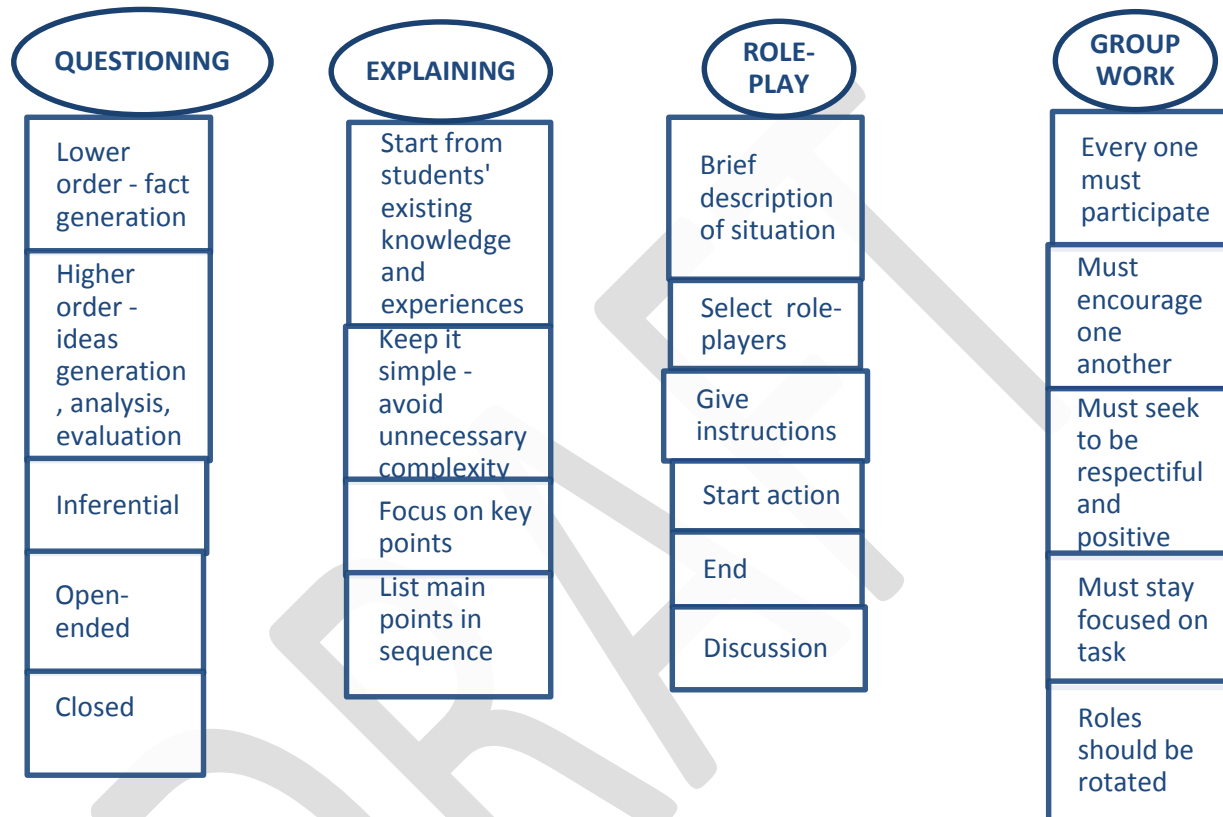 QUESTIONING
Lower
order - fact
generation
Higher
order -
ideas
generation
, analysis,
evaluation
Inferential
Open-
ended
Closed
EXPLAINING
Start from
students'
existing
knowledge
and
experiences
Keep it
simple -
avoid
unnecessary
complexity
Focus on key
points
List main
points in
sequence
ROLE-
PLAY
Brief
description
of situation
Select role-
players
Give
instructions
Start action
End
Discussion
GROUP
WORK
Every one
must
participate
Must
encourage
one
another
Must seek
to be
respectiful
and
positive
Must stay
focused on
task
Roles
should be
rotated
DRAFT